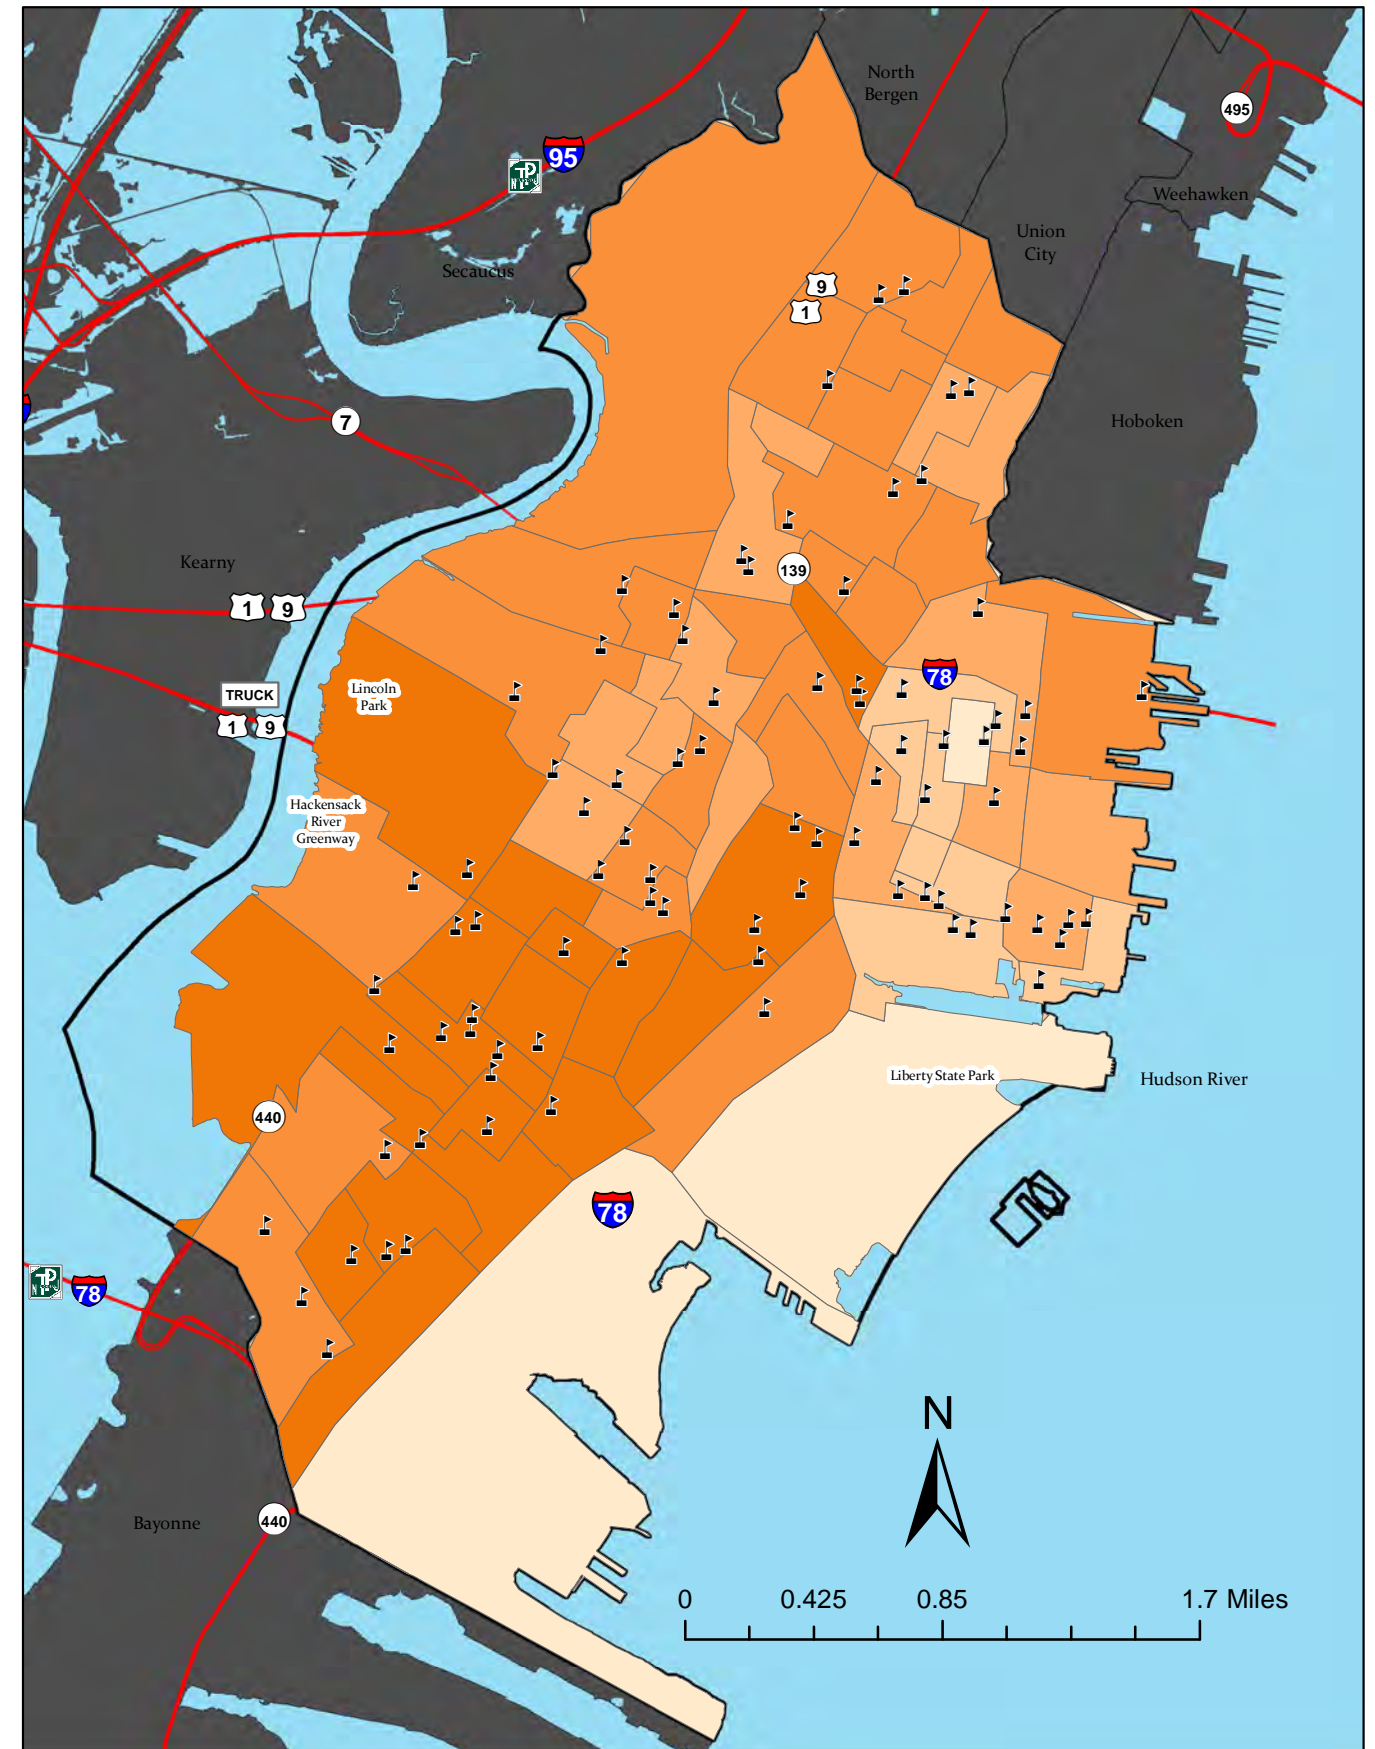 North
Bergen
495
95
TP
Weehawken
Union
City
Secaucus
9
1
7
Hoboken
Kearny
139
1
9
78
TRUCK
Lincoln
Park
1
9
Hackensack
River
Greenway
Liberty State Park
Hudson River
440
78
TP
78
N
Bayonne
440
0
0.425
0.85
1.7 Miles